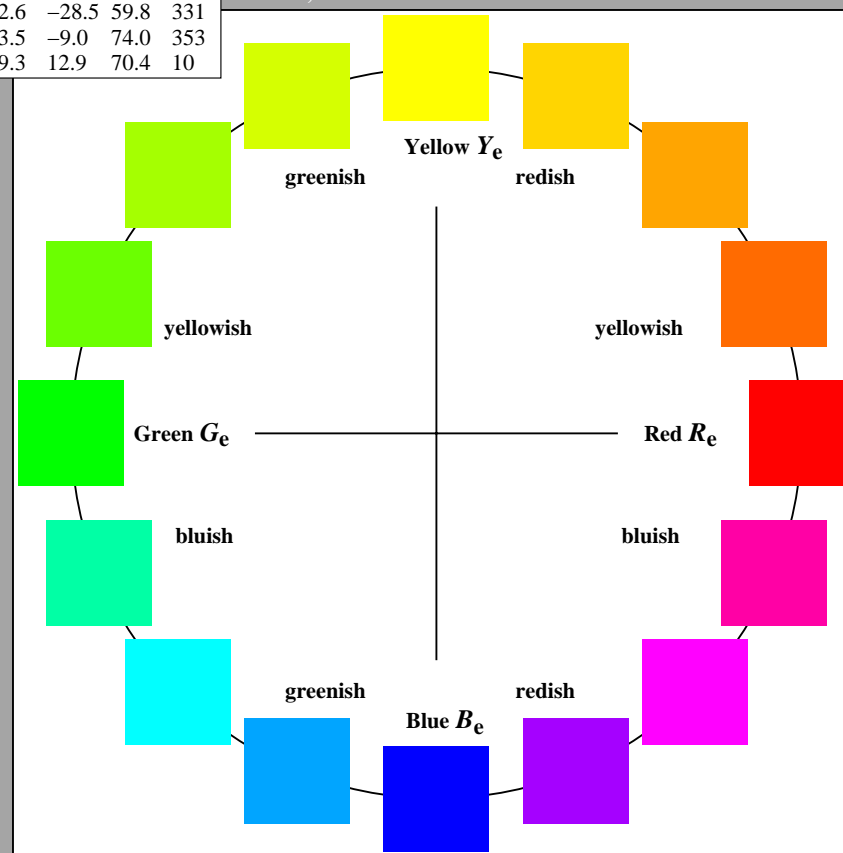 2.6 –28.5 59.8 331
3.5 –9.0 74.0 353
9.3 12.9 70.4 10
Yellow Ye
greenish redish
yellowish yellowish
Green Ge Red Re
bluish bluish
greenish redish
Blue Be